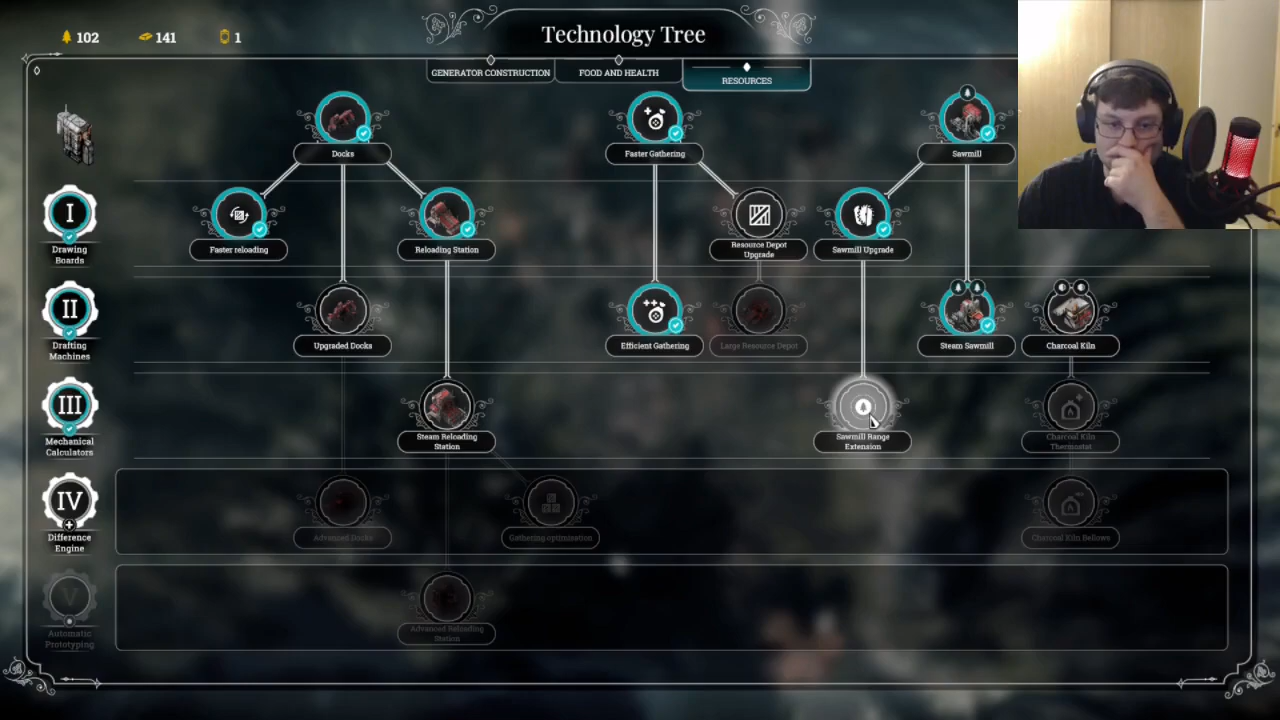 102 141 1
Technology Tree
GENERATOR CONSTRUCTION FOOD AND HEALTH RESOURCES
Docks Faster Gathering Sawmill
I
Drawing
Boards
Faster reloading Reloading Station Resource Depot
Upgrade Sawmill Upgrade
II
Drafting
Machines
Upgraded Docks Efficient Gathering Large Resource Depot Steam Sawmill Charcoal Kiln
III
Mechanical
Calculators
Steam Reloading
Station
Sawmill Range
Extension
Charcoal Kiln
Thermostat
IV
Difference
Engine
Advanced Docks Gathering optimisation Charcoal Kiln Bellows
V
Automatic
Prototyping
Advanced Reloading
Station